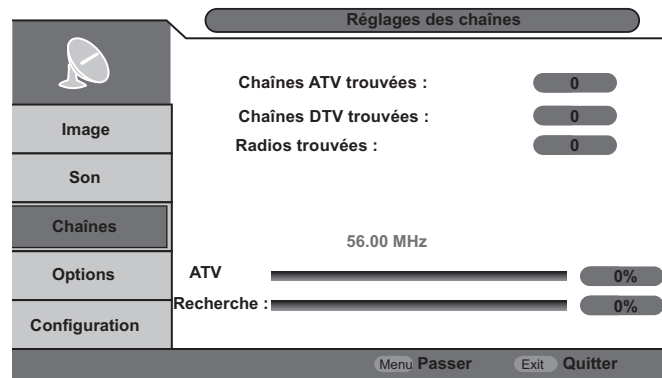 Réglages des chaînes
Chaînes ATV trouvées : 0
Chaînes DTV trouvées : 0
Radios trouvées : 0
Image
Son
Chaînes
Options
Configuration
56.00 MHz
ATV 0%
Recherche : 0%
Menu Passer Exit Quitter